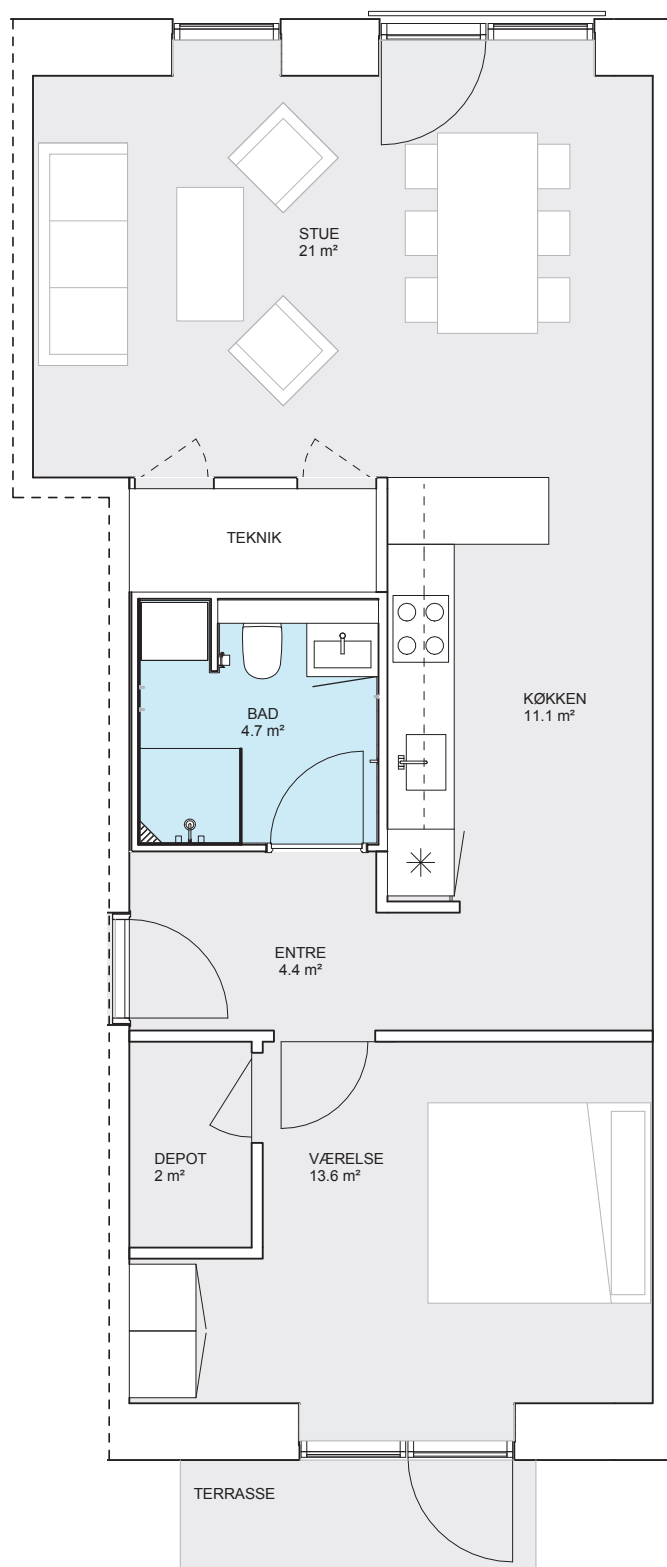 STUE
21 m²
TEKNIK
BAD
4.7 m²
KØKKEN
11.1 m²
ENTRE
4.4 m²
DEPOT
2 m²
VÆRELSE
13.6 m²
TERRASSE